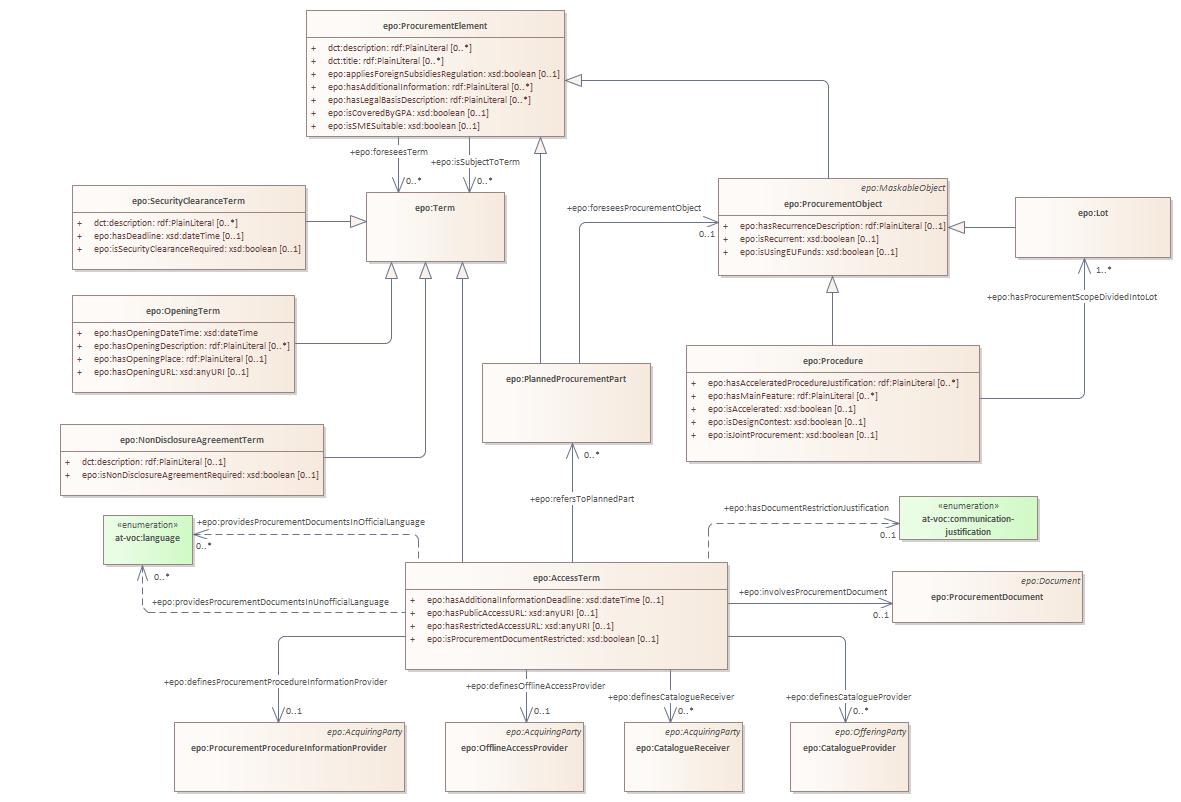 epo:ProcurementElement
+ dct:description: rdf:PlainLiteral [0..*]
+ dct:title: rdf:PlainLiteral [0..*]
+ epo:appliesForeignSubsidiesRegulation: xsd:boolean [0..1]
+ epo:hasAdditionalInformation: rdf:PlainLiteral [0..*]
+ epo:hasLegalBasisDescription: rdf:PlainLiteral [0..*]
+ epo:isCoveredByGPA: xsd:boolean [0..1]
+ epo:isSMESuitable: xsd:boolean [0..1]
+epo:foreseesTerm
0..*
+epo:isSubjectToTerm
0..*
epo:SecurityClearanceTerm
+ dct:description: rdf:PlainLiteral [0..*]
+ epo:hasDeadline: xsd:dateTime [0..1]
+ epo:isSecurityClearanceRequired: xsd:boolean [0..1]
epo:Term
+epo:foreseesProcurementObject
0..1
epo:MaskableObject
epo:ProcurementObject
+ epo:hasRecurrenceDescription: rdf:PlainLiteral [0..1]
+ epo:isRecurrent: xsd:boolean [0..1]
+ epo:isUsingEUFunds: xsd:boolean [0..1]
epo:Lot
1..*
+epo:hasProcurementScopeDividedIntoLot
epo:OpeningTerm
+ epo:hasOpeningDateTime: xsd:dateTime
+ epo:hasOpeningDescription: rdf:PlainLiteral [0..*]
+ epo:hasOpeningPlace: rdf:PlainLiteral [0..1]
+ epo:hasOpeningURL: xsd:anyURI [0..1]
epo:PlannedProcurementPart
0..*
+epo:refersToPlannedPart
epo:Procedure
+ epo:hasAcceleratedProcedureJustification: rdf:PlainLiteral [0..*]
+ epo:hasMainFeature: rdf:PlainLiteral [0..*]
+ epo:isAccelerated: xsd:boolean [0..1]
+ epo:isDesignContest: xsd:boolean [0..1]
+ epo:isJointProcurement: xsd:boolean [0..1]
epo:NonDisclosureAgreementTerm
+ dct:description: rdf:PlainLiteral [0..1]
+ epo:isNonDisclosureAgreementRequired: xsd:boolean [0..1]
«enumeration»
at-voc:language
+epo:providesProcurementDocumentsInOfficialLanguage
0..*
0..*
+epo:providesProcurementDocumentsInUnofficialLanguage
+epo:hasDocumentRestrictionJustification
0..1
«enumeration»
at-voc:communication-
justification
epo:AccessTerm
+ epo:hasAdditionalInformationDeadline: xsd:dateTime [0..1]
+ epo:hasPublicAccessURL: xsd:anyURI [0..1]
+ epo:hasRestrictedAccessURL: xsd:anyURI [0..1]
+ epo:isProcurementDocumentRestricted: xsd:boolean [0..1]
+epo:involvesProcurementDocument
0..1
epo:Document
epo:ProcurementDocument
+epo:definesProcurementProcedureInformationProvider
0..1
+epo:definesOfflineAccessProvider
0..1
+epo:definesCatalogueReceiver
0..*
+epo:definesCatalogueProvider
0..*
epo:AcquiringParty
epo:ProcurementProcedureInformationProvider
epo:AcquiringParty
epo:OfflineAccessProvider
epo:AcquiringParty
epo:CatalogueReceiver
epo:OfferingParty
epo:CatalogueProvider